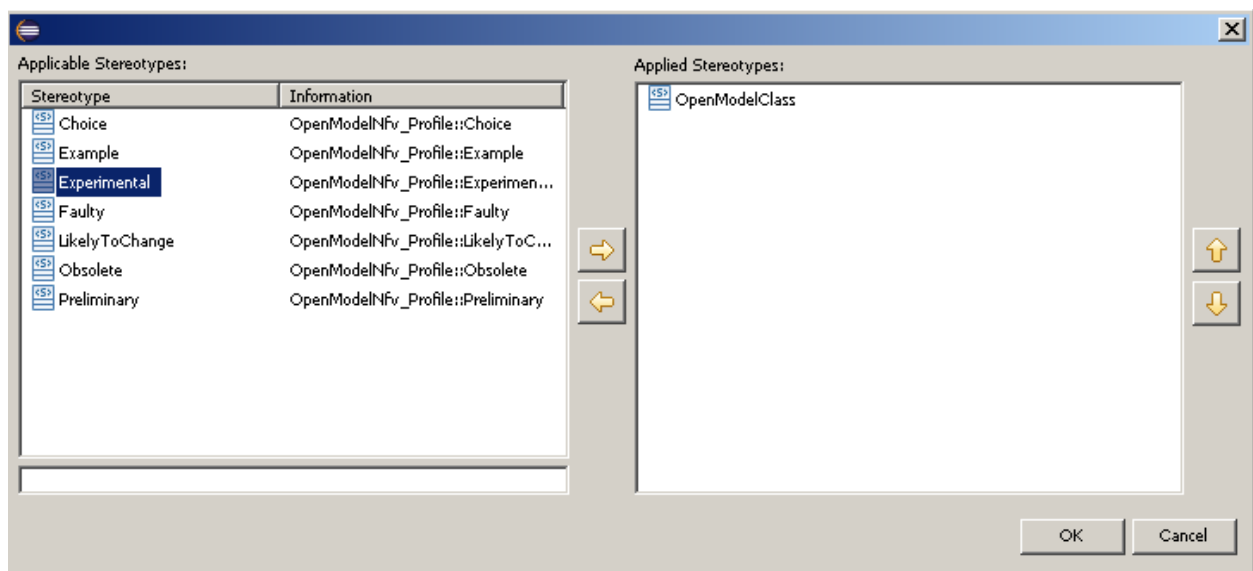 Applicable Stereotypes:
Stereotype Information
<S> Choice OpenModelNfv_Profile::Choice
<S> Example OpenModelNfv_Profile::Example
<S> Experimental OpenModelNfv_Profile::Experimen...
<S> Faulty OpenModelNfv_Profile::Faulty
<S> LikelyToChange OpenModelNfv_Profile::LikelyToC...
<S> Obsolete OpenModelNfv_Profile::Obsolete
<S> Preliminary OpenModelNfv_Profile::Preliminary
Applied Stereotypes:
<S> OpenModelClass
OK Cancel